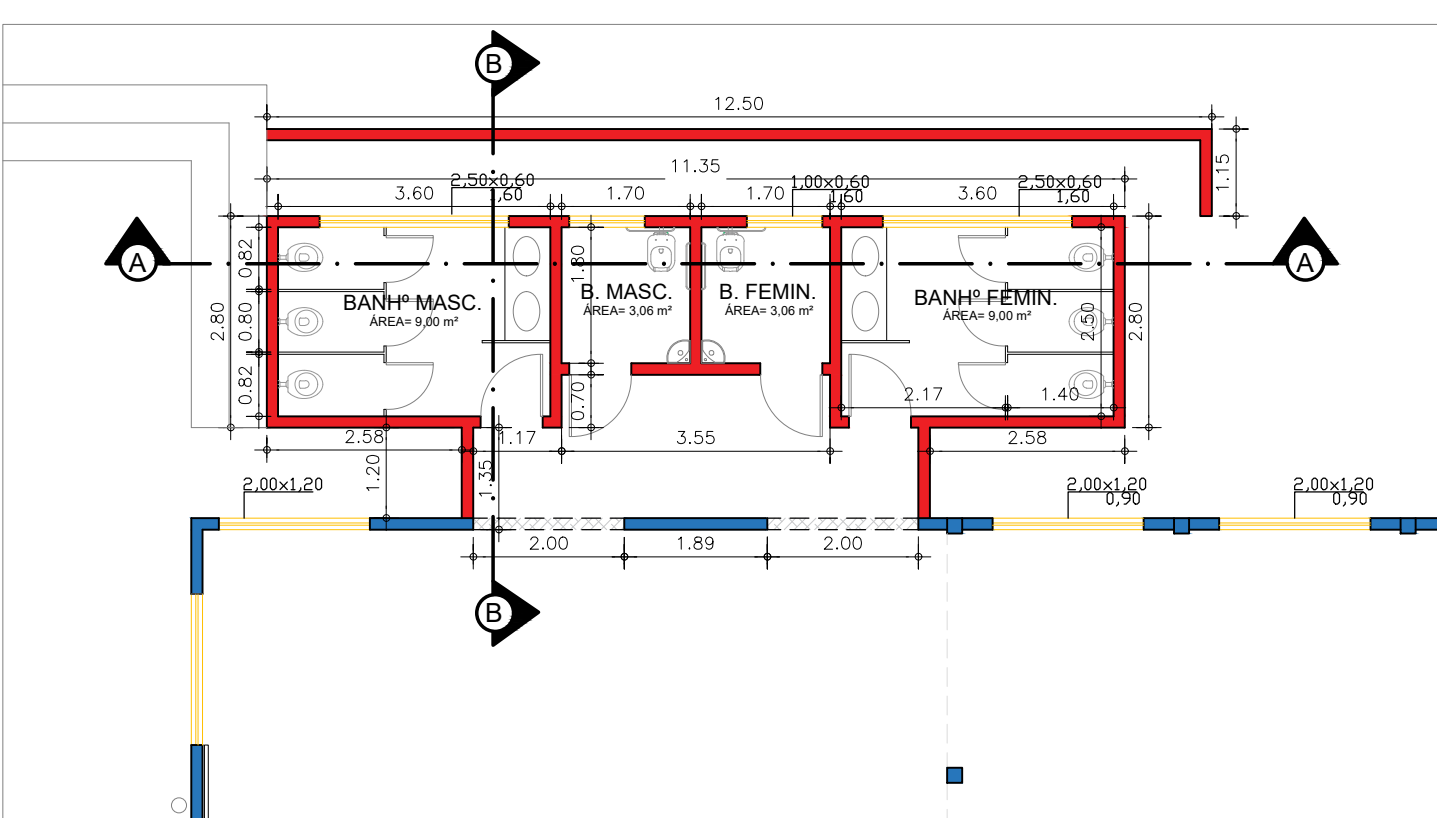 B
12.50
11.35
1.15
3.60
2,50x0,60
1,60
1.70
1.70
1,00x0,60
1,60
3.60
2,50x0,60
1,60
A
A
0.82
0.80
0.82
2.80
1.80
BANHº MASC.
ÁREA= 9,00 m²
B. MASC.
ÁREA= 3,06 m²
B. FEMIN.
ÁREA= 3,06 m²
BANHº FEMIN.
ÁREA= 9,00 m²
2.50
2.80
0.70
2.17
1.40
2.58
1.17
3.55
2.58
1.20
1.35
2,00x1,20
2,00x1,20
0,90
2,00x1,20
0,90
2.00
1.89
2.00
B